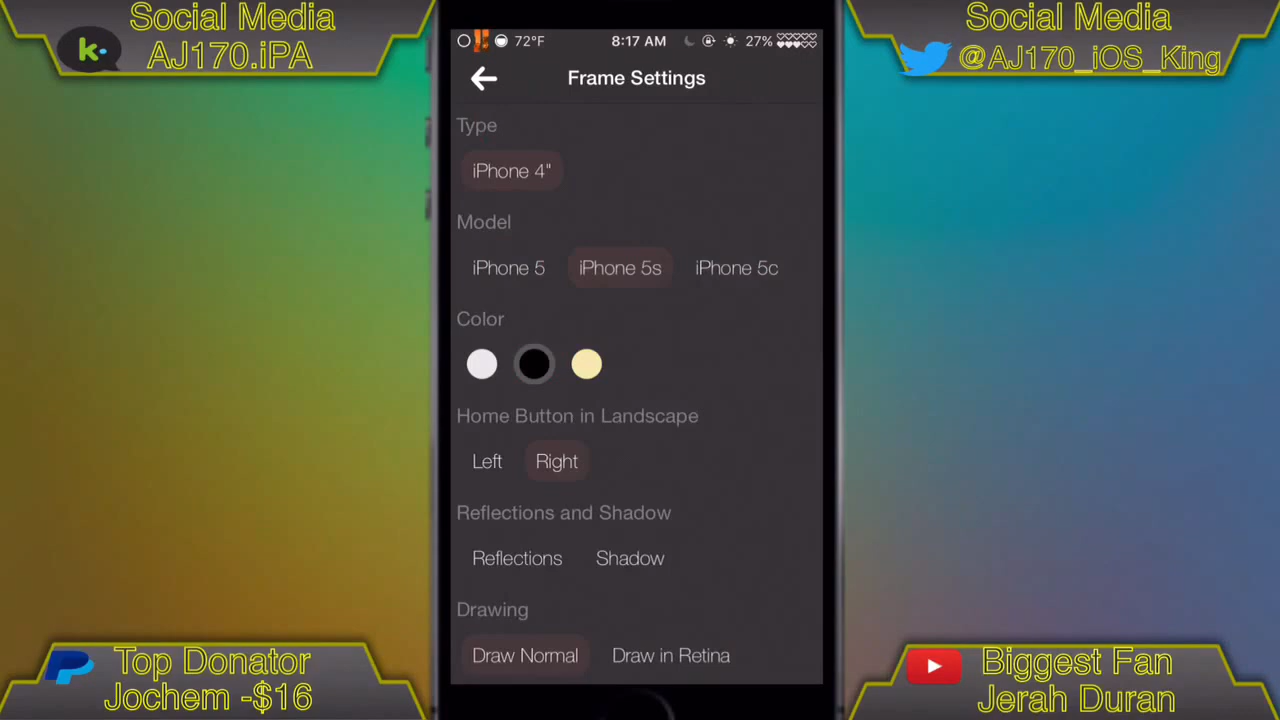 Social Media
AJ170.iPA
k
Social Media
@AJ170_iOS_King
72°F
8:17 AM
27%
Frame Settings
Type
iPhone 4"
Model
iPhone 5 iPhone 5s iPhone 5c
Color
Home Button in Landscape
Left Right
Reflections and Shadow
Reflections Shadow
Drawing
Draw Normal Draw in Retina
Top Donator
Jochem -$16
Biggest Fan
Jerah Duran